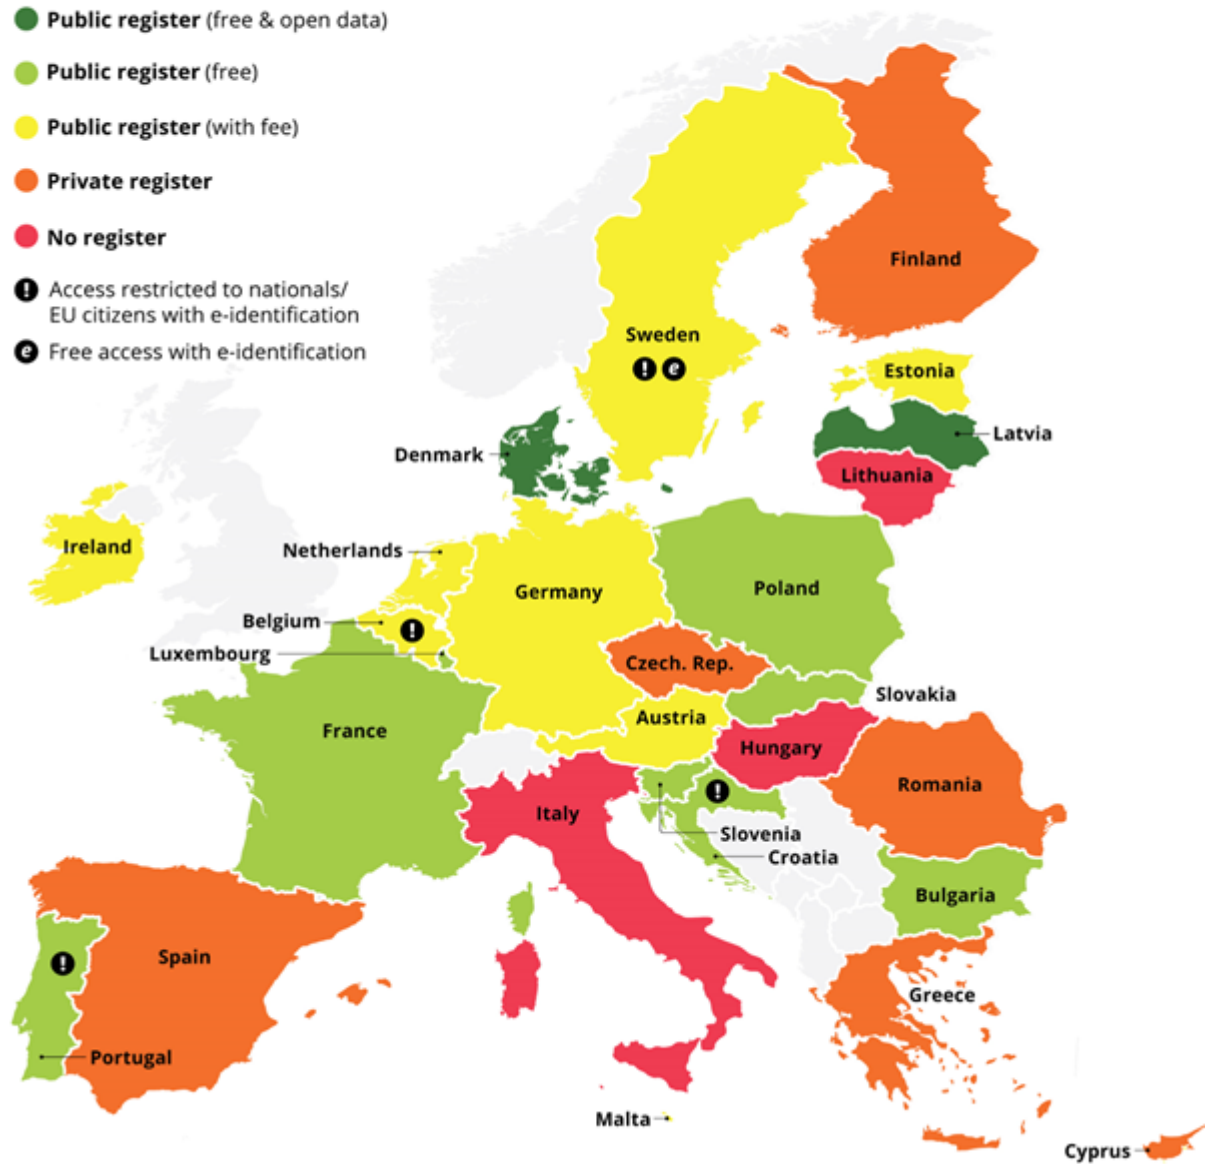 Public register (free & open data)
Public register (free)
Public register (with fee)
Private register
No register
! Access restricted to nationals/
EU citizens with e-identification
e Free access with e-identification
Finland
Sweden
! e
Estonia
Latvia
Denmark
Lithuania
Ireland
Netherlands
Germany
Poland
Belgium
!
Luxembourg
Czech. Rep.
Slovakia
France
Austria
Hungary
Romania
Italy
!
Slovenia
Croatia
Bulgaria
Spain
!
Greece
Portugal
Malta
Cyprus